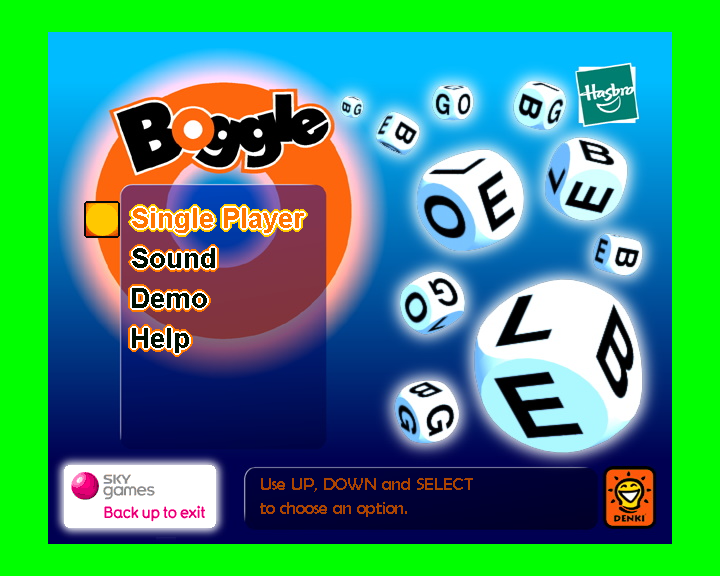 Boggle
Hasbro
B G
E B
G O
I B G
I O E
B L E
E B
G O L
L B E
B G G
Single Player
Sound
Demo
Help
SKY
games
Back up to exit
Use UP, DOWN and SELECT
to choose an option.
DENKI